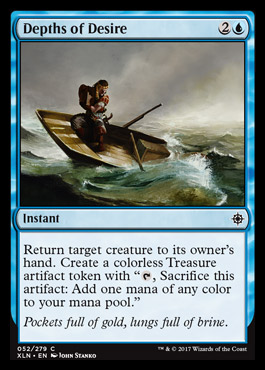 Depths of Desire 2
Instant
Return target creature to its owner's
hand. Create a colorless Treasure
artifact token with “, Sacrifice this
artifact: Add one mana of any color
to your mana pool.”
Pockets full of gold, lungs full of brine.
052/279 C
XLN • EN JOHN STANKO
™ & © 2017 Wizards of the Coast